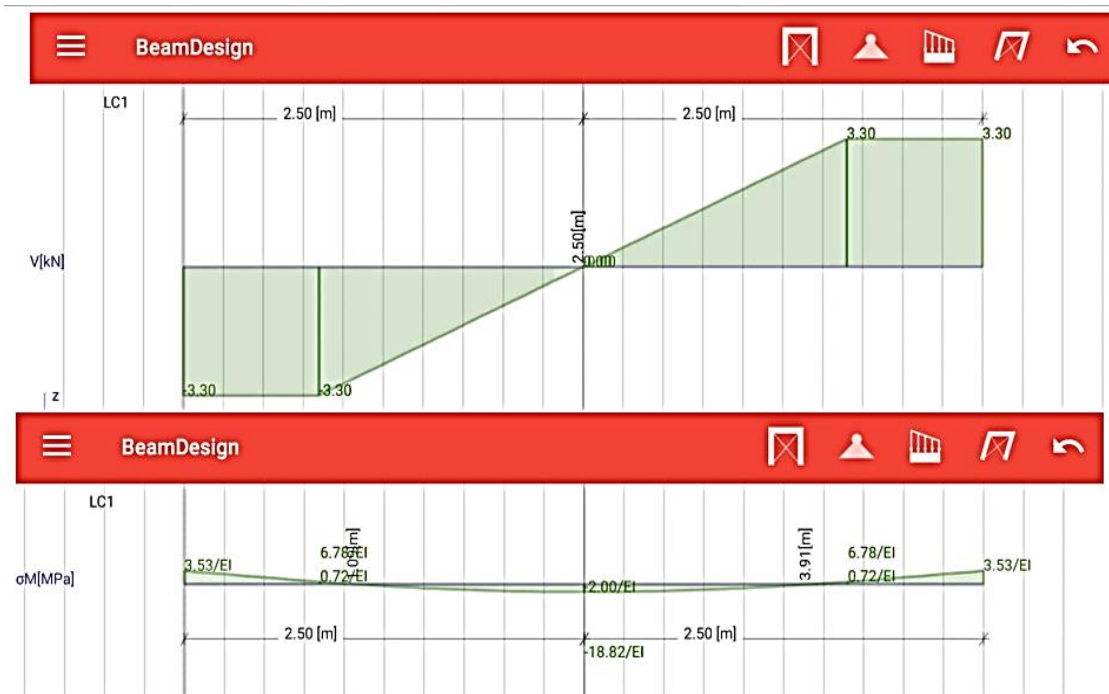 BeamDesign
LC1
2.50 [m] 2.50 [m]
3.30 3.30
2.50[m]
V[kN]
0.00
-3.30 -3.30
z
BeamDesign
LC1
6.78/EI 3.91[m] 6.78/EI
3.53/EI 3.53/EI
σM[MPa] 0.72/EI 0.72/EI
-2.00/EI
2.50 [m] 2.50 [m]
-18.82/EI